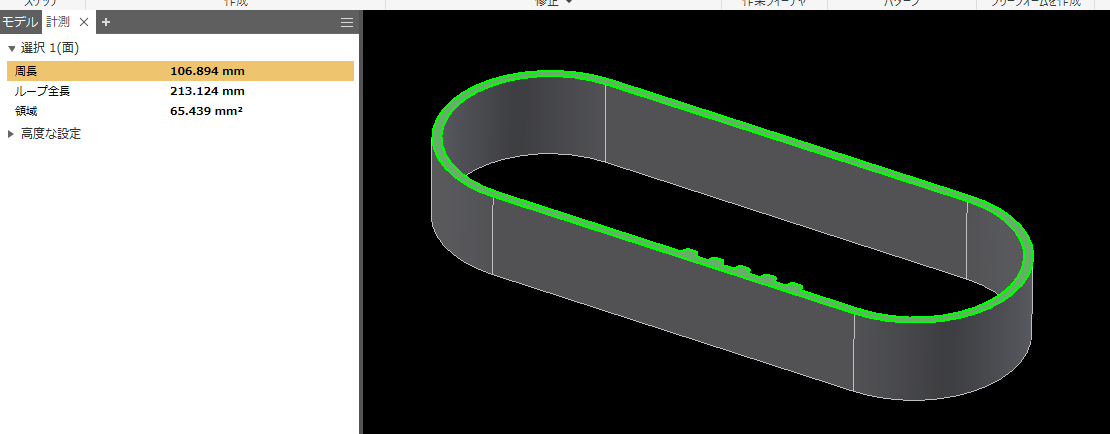 スケッチ 作成 修正 ▼ 作業フィーチャ パターン フリーフォームを作成
モデル 計測 × + ≡
▼ 選択 1(面)
周長 106.894 mm
ループ全長 213.124 mm
領域 65.439 mm²
▶ 高度な設定